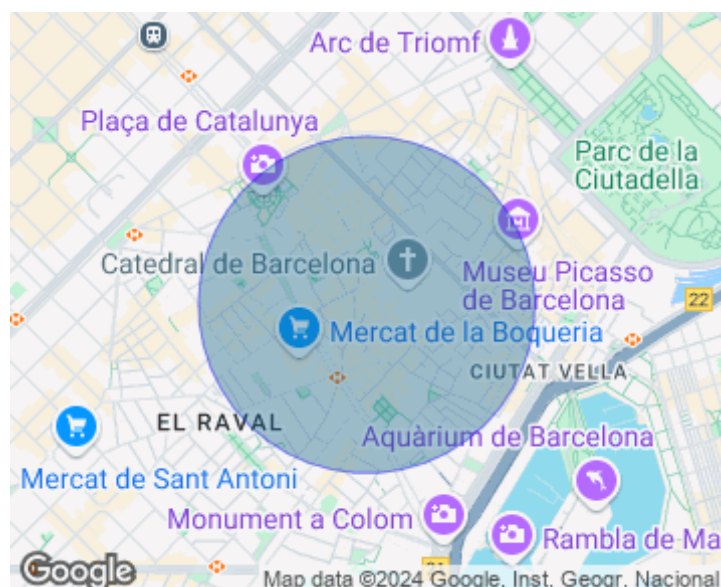 Arc de Triomf
Plaça de Catalunya
Parc de la
Ciutadella
Catedral de Barcelona
Museu Picasso
de Barcelona
22
Mercat de la Boqueria
CIUTAT VELLA
EL RAVAL
Aquàrium de Barcelona
Mercat de Sant Antoni
Monument a Colom
Rambla de Ma
Google
Map data ©2024 Google, Inst. Geogr. Nacional